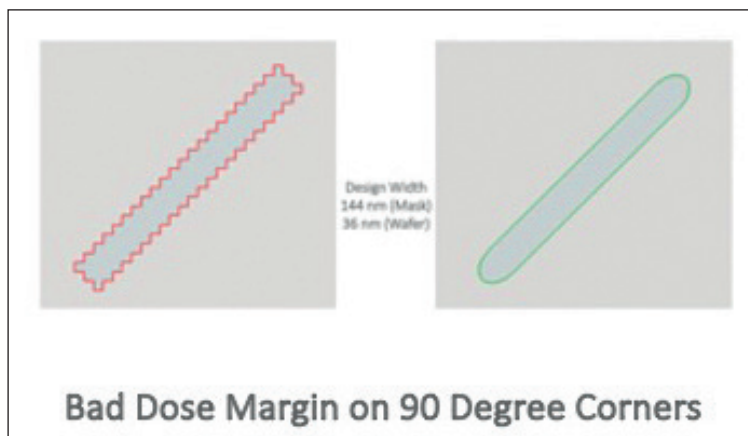 Design Width
144 nm (Mask)
36 nm (Wafer)
Bad Dose Margin on 90 Degree Corners